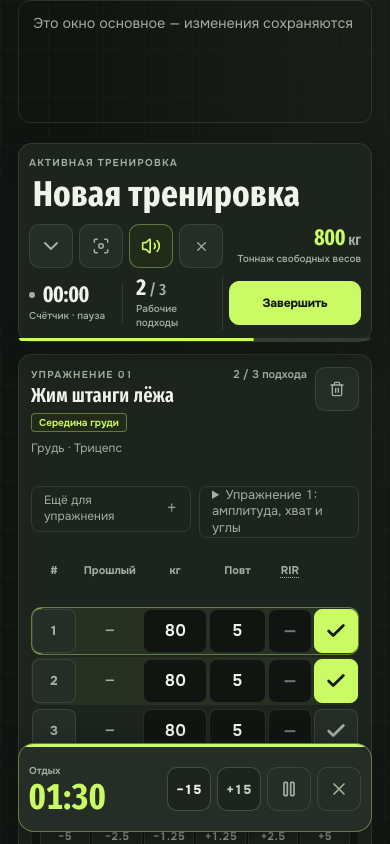 Это окно основное — изменения сохраняются
АКТИВНАЯ ТРЕНИРОВКА
Новая тренировка
800 кг
Тоннаж свободных весов
00:00
Счётчик · пауза
2 / 3
Рабочие
подходы
Завершить
УПРАЖНЕНИЕ 01
2 / 3 подхода
Жим штанги лёжа
Середина груди
Грудь · Трицепс
Ещё для
упражнения
+
▶ Упражнение 1:
амплитуда, хват и
углы
# Прошлый кг Повт RIR
1 – 80 5 —
2 – 80 5 —
3 – 80 5 —
Отдых
01:30
−15 +15
−5 −2.5 −1.25 +1.25 +2.5 +5